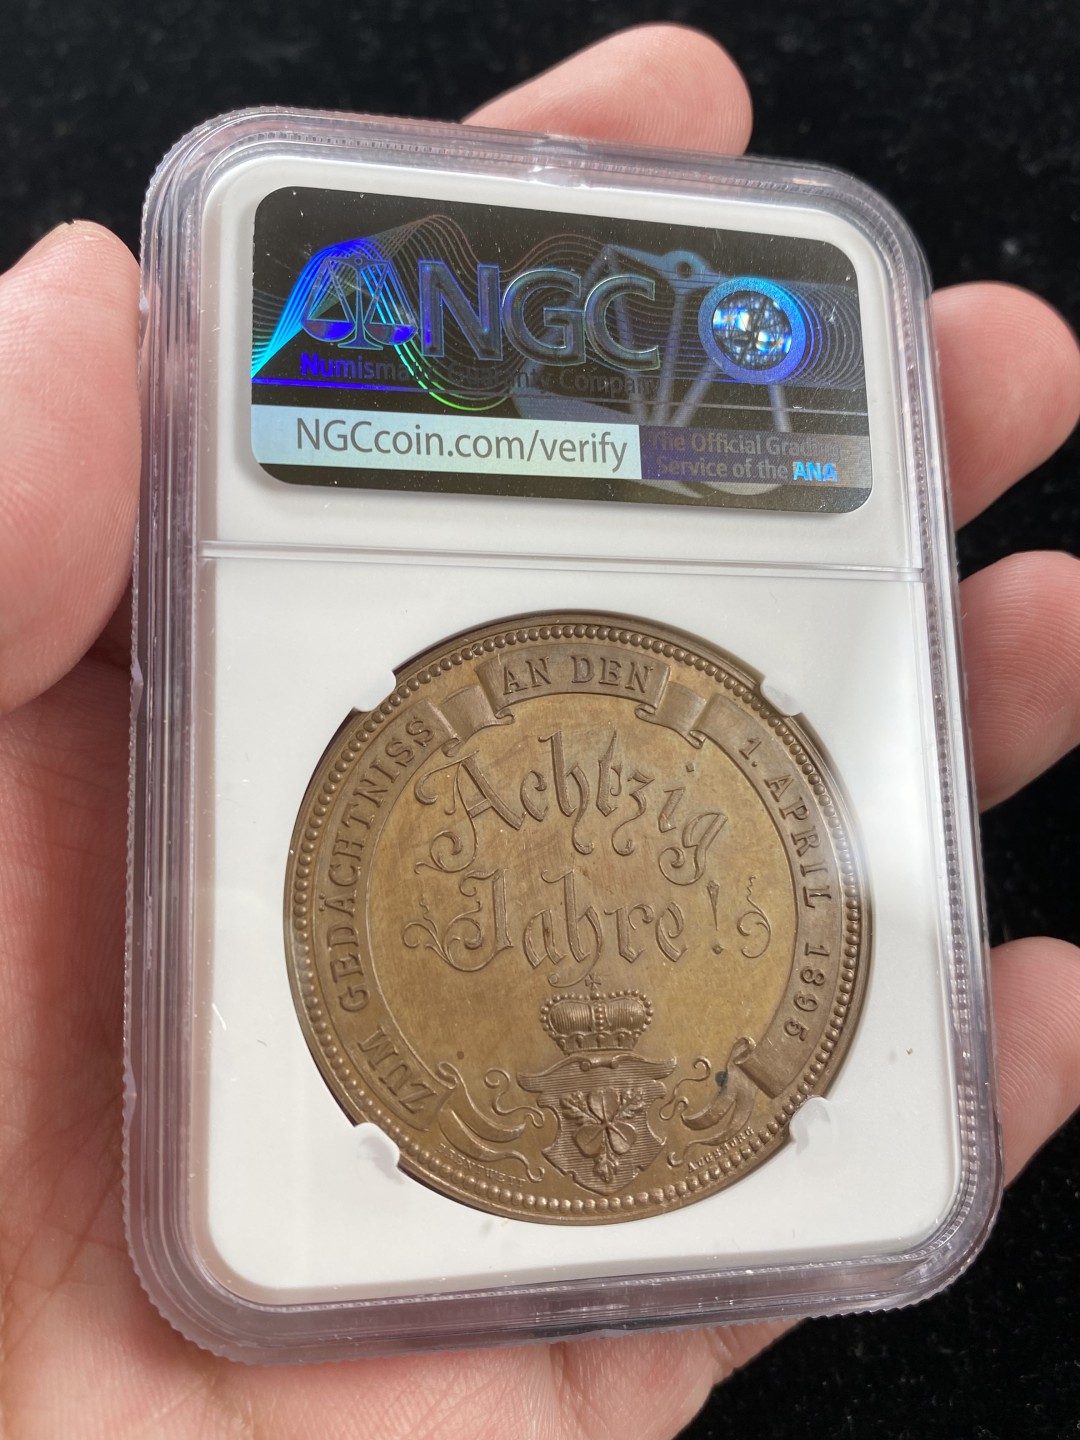 NGC
Numismatic Guaranty Company
NGCcoin.com/verify
The Official Grading
Service of the ANA
ZUM GEDÄCHTNISS AN DEN 1. APRIL 1895
Achtzig
Jahre!
AUGSBURG